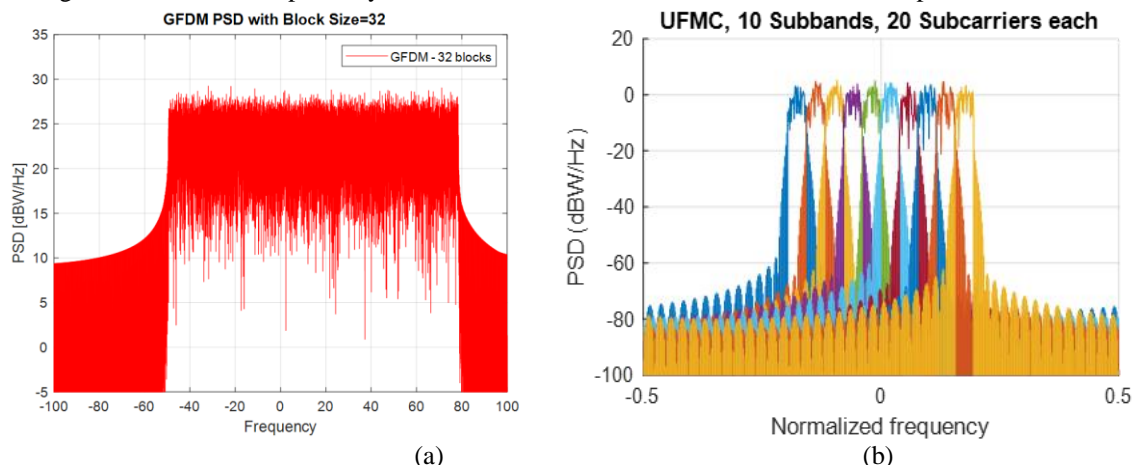 GFDM PSD with Block Size=32
GFDM - 32 blocks
PSD [dBW/Hz]
35
30
25
20
15
10
5
0
-5
-100 -80 -60 -40 -20 0 20 40 60 80 100
Frequency
(a)
UFMC, 10 Subbands, 20 Subcarriers each
PSD ( dBW/Hz)
20
0
-20
-40
-60
-80
-100
-0.5 0 0.5
Normalized frequency
(b)